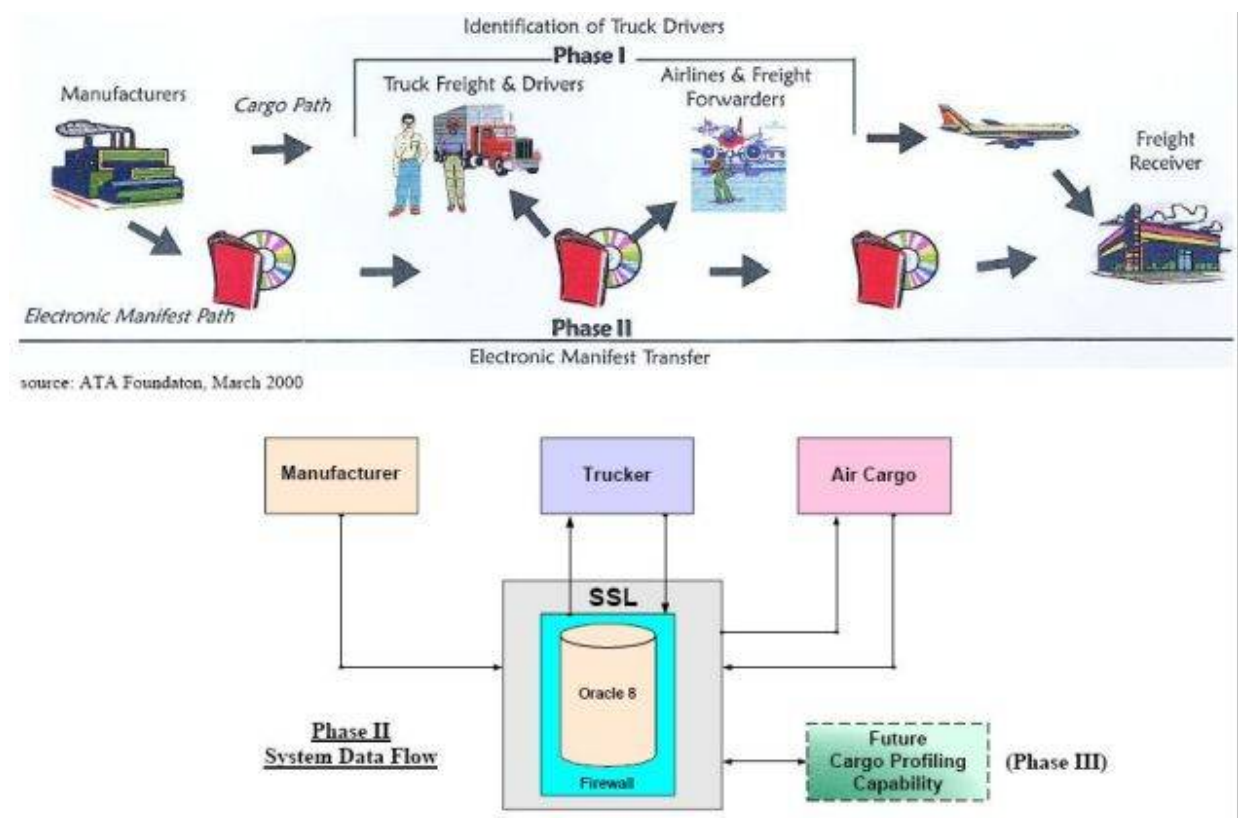 Identification of Truck Drivers
Phase I
Manufacturers
Cargo Path
Truck Freight & Drivers
Airlines & Freight
Forwarders
Freight
Receiver
Electronic Manifest Path
Phase II
Electronic Manifest Transfer
source: ATA Foundaton, March 2000
Manufacturer
Trucker
Air Cargo
SSL
Oracle 8
Firewall
Phase II
System Data Flow
Future
Cargo Profiling
Capability
(Phase III)